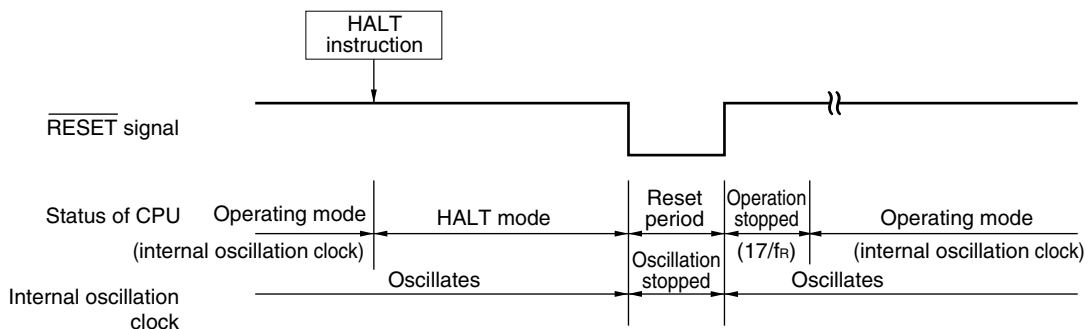 HALT
instruction
RESET signal
Status of CPU
Operating mode
(internal oscillation clock)
HALT mode
Reset
period
Operation
stopped
(17/fR)
Operating mode
(internal oscillation clock)
Internal oscillation
clock
Oscillates
Oscillation
stopped
Oscillates